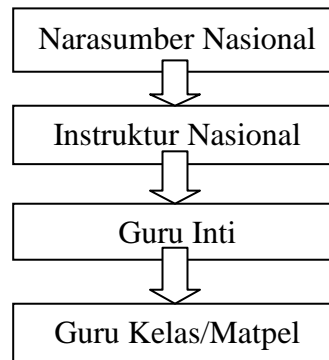 Narasumber Nasional
Instruktur Nasional
Guru Inti
Guru Kelas/Matpel